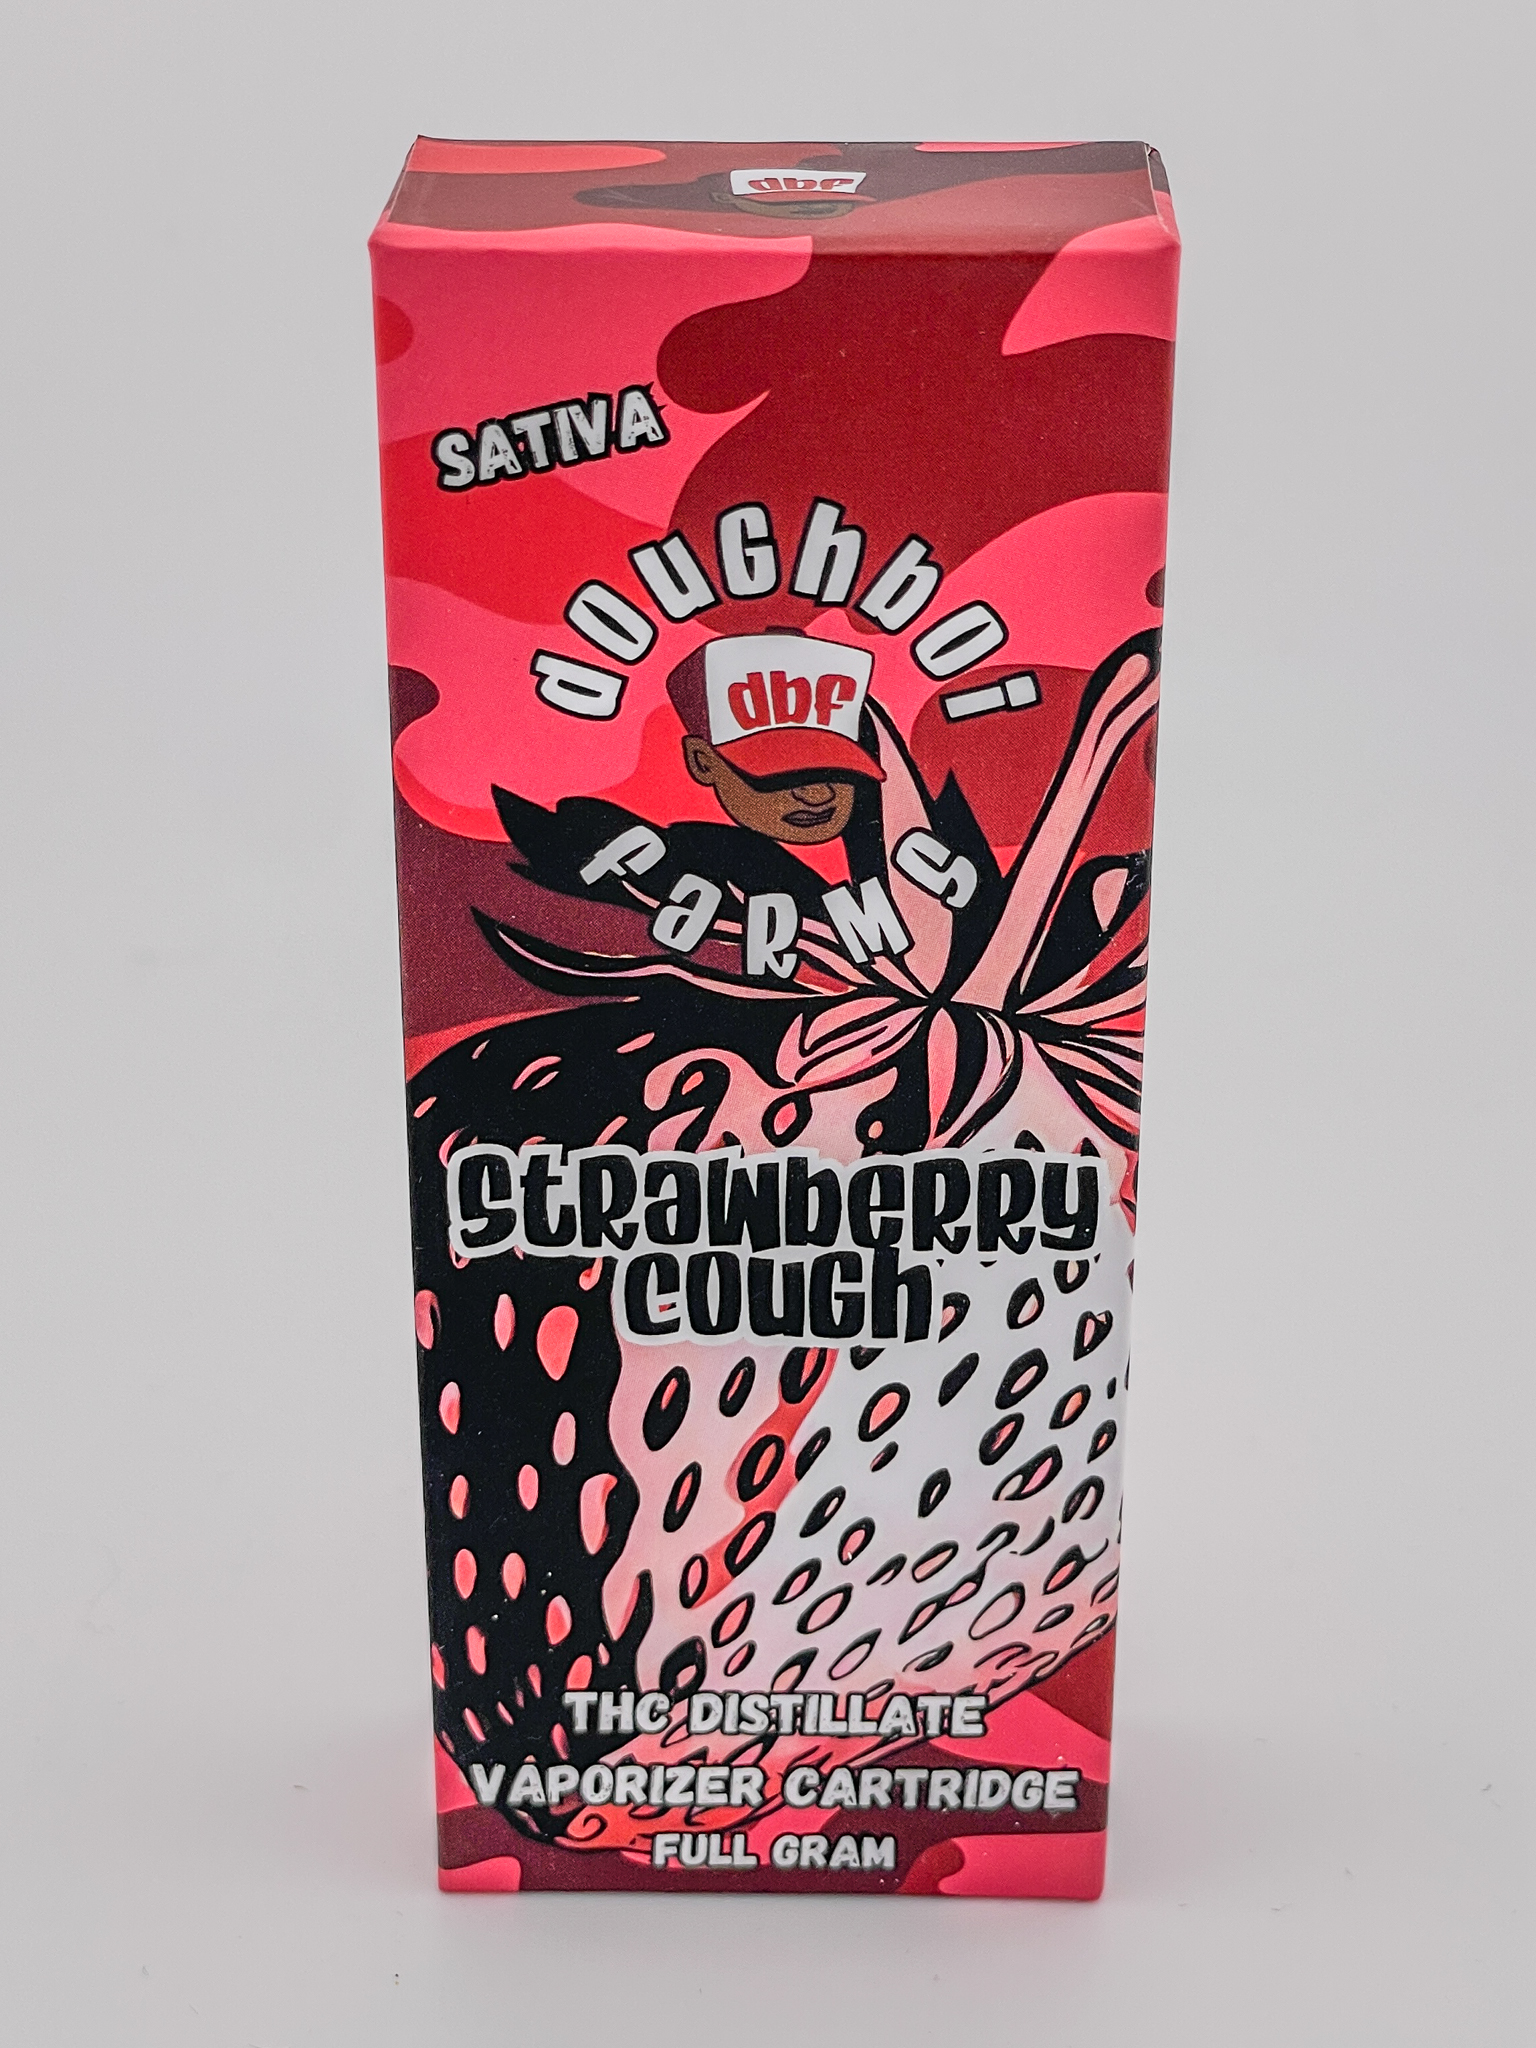 dbf
SATIVA
doughboi
dbf
farms
Strawberry
Cough
THC DISTILLATE
VAPORIZER CARTRIDGE
FULL GRAM